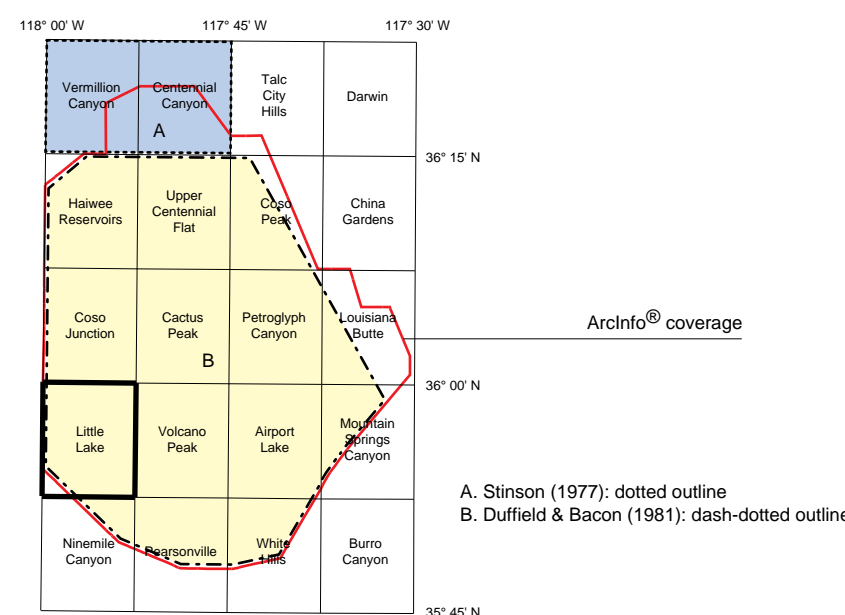 118° 00' W
117° 45' W
117° 30' W
Vermillion
Canyon
Centennial
Canyon
Talc
City
Hills
Darwin
A
36° 15' N
Haiwee
Reservoirs
Upper
Centennial
Flat
Coso
Peak
China
Gardens
Coso
Junction
Cactus
Peak
Petroglyph
Canyon
Louisiana
Butte
ArcInfo® coverage
B
36° 00' N
Little
Lake
Volcano
Peak
Airport
Lake
Mountain
Springs
Canyon
A. Stinson (1977): dotted outline
B. Duffield & Bacon (1981): dash-dotted outline
Ninemile
Canyon
Pearsonville
White
Hills
Burro
Canyon
35° 45' N